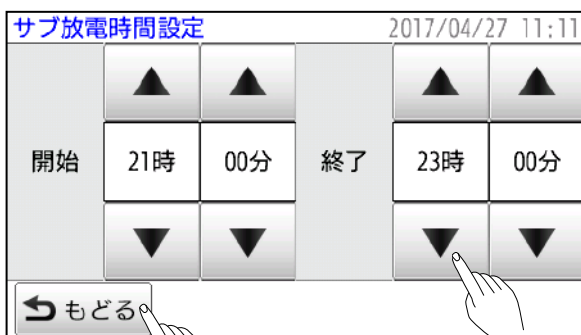 サブ放電時間設定 2017/04/27 11:11
開始 21時 00分 終了 23時 00分
もどる